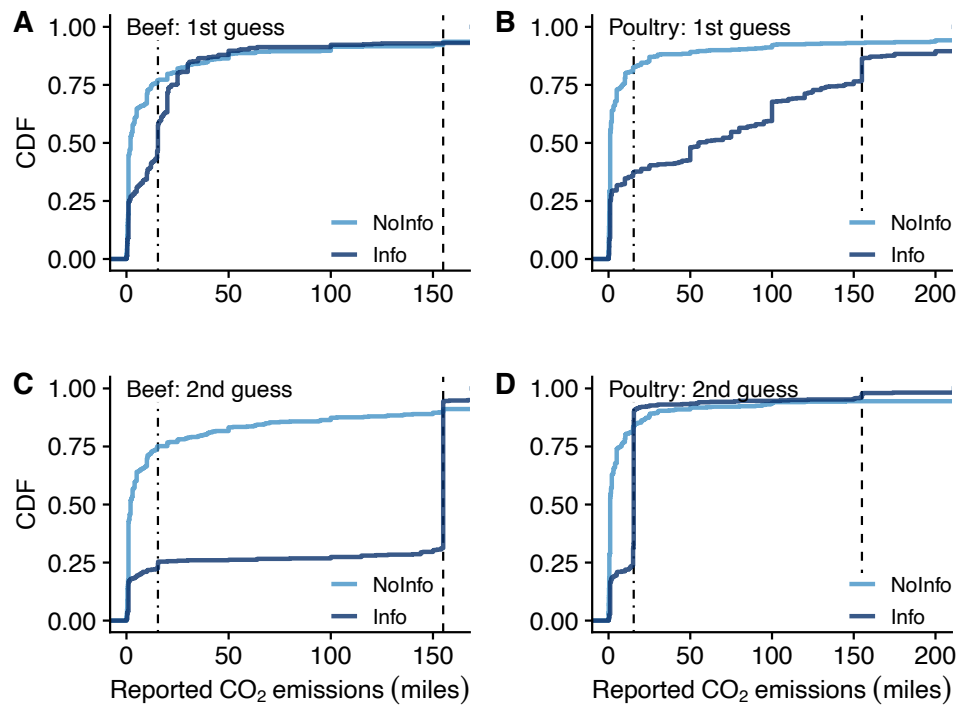 A
Beef: 1st guess
1.00
0.75
0.50
0.25
0.00
CDF
NoInfo
Info
0 50 100 150
B
Poultry: 1st guess
1.00
0.75
0.50
0.25
0.00
NoInfo
Info
0 50 100 150 200
C
Beef: 2nd guess
1.00
0.75
0.50
0.25
0.00
CDF
NoInfo
Info
0 50 100 150
Reported CO₂ emissions (miles)
D
Poultry: 2nd guess
1.00
0.75
0.50
0.25
0.00
NoInfo
Info
0 50 100 150 200
Reported CO₂ emissions (miles)